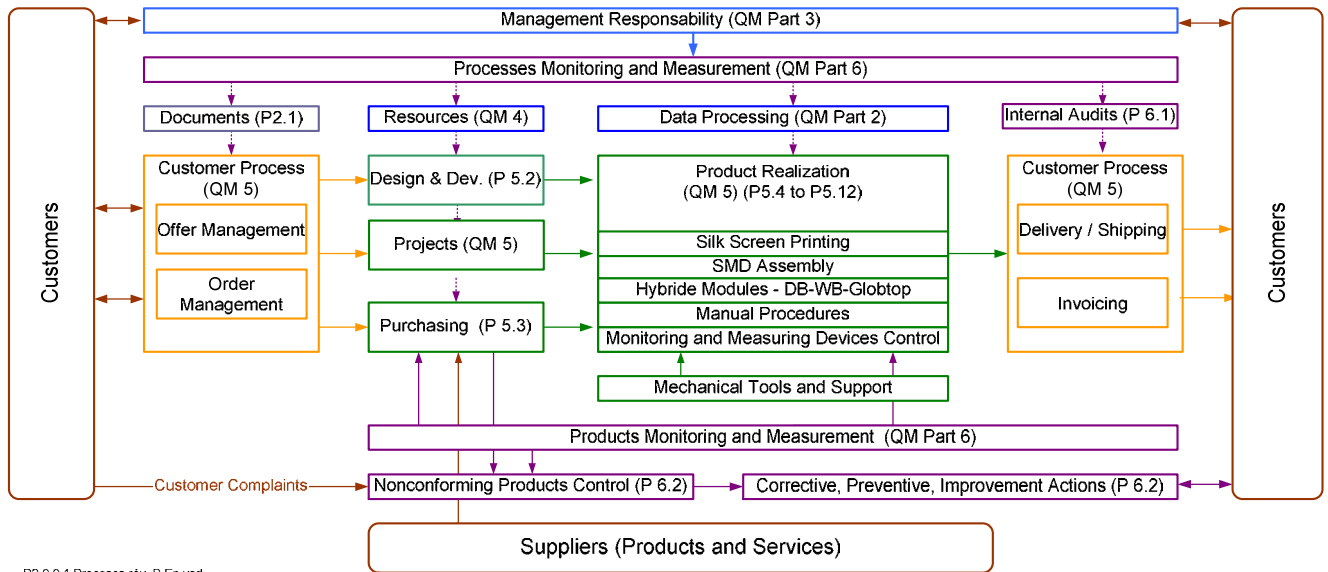 Management Responsability (QM Part 3)
Processes Monitoring and Measurement (QM Part 6)
Documents (P2.1)
Resources (QM 4)
Data Processing (QM Part 2)
Internal Audits (P 6.1)
Customers
Customer Process
(QM 5)
Offer Management
Order
Management
Design & Dev. (P 5.2)
Projects (QM 5)
Purchasing (P 5.3)
Product Realization
(QM 5) (P5.4 to P5.12)
Silk Screen Printing
SMD Assembly
Hybride Modules - DB-WB-Globtop
Manual Procedures
Monitoring and Measuring Devices Control
Mechanical Tools and Support
Customer Process
(QM 5)
Delivery / Shipping
Invoicing
Customers
Products Monitoring and Measurement (QM Part 6)
Customer Complaints
Nonconforming Products Control (P 6.2)
Corrective, Preventive, Improvement Actions (P 6.2)
Suppliers (Products and Services)